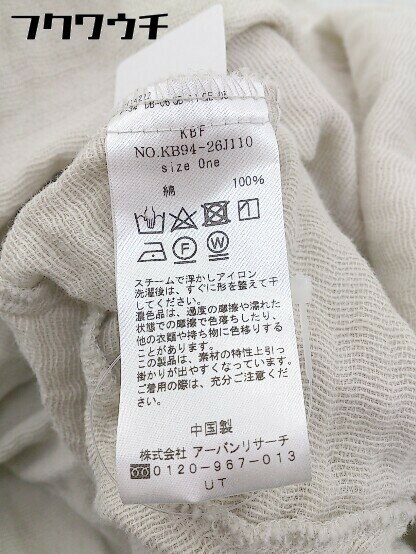 フクワウチ
KBF
NO.KB94-26J110
size One
綿 100%
スチームで浮かしアイロン
洗濯後は、すぐに形を整えて干
してください。
濃色品は、過度の摩擦や濡れた
状態での摩擦で色落ちしたり、
他の衣類や持ち物に色移りする
ことがあります。
この製品は、素材の特性上引っ
掛かりが出やすくなっています。
ご着用の際は、充分ご注意くだ
さい。
中国製
株式会社 アーバンリサーチ
0120-967-013
UT